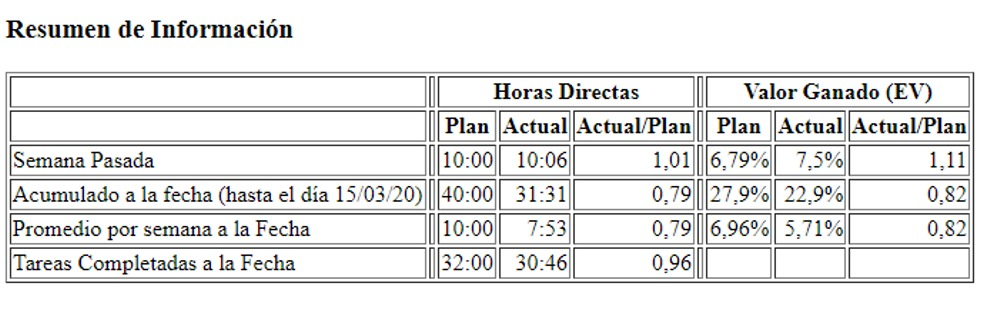 Resumen de Información
Horas Directas Valor Ganado (EV)
Plan Actual Actual/Plan Plan Actual Actual/Plan
Semana Pasada 10:00 10:06 1,01 6,79% 7,5% 1,11
Acumulado a la fecha (hasta el día 15/03/20) 40:00 31:31 0,79 27,9% 22,9% 0,82
Promedio por semana a la Fecha 10:00 7:53 0,79 6,96% 5,71% 0,82
Tareas Completadas a la Fecha 32:00 30:46 0,96